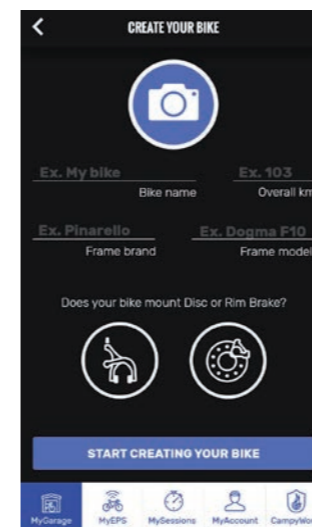 CREATE YOUR BIKE
Ex. My bike
Ex. 103
Bike name
Overall km
Ex. Pinarello
Ex. Dogma F10
Frame brand
Frame model
Does your bike mount Disc or Rim Brake?
START CREATING YOUR BIKE
MyGarage
MyEPS
MySessions
MyAccount
CampyWo